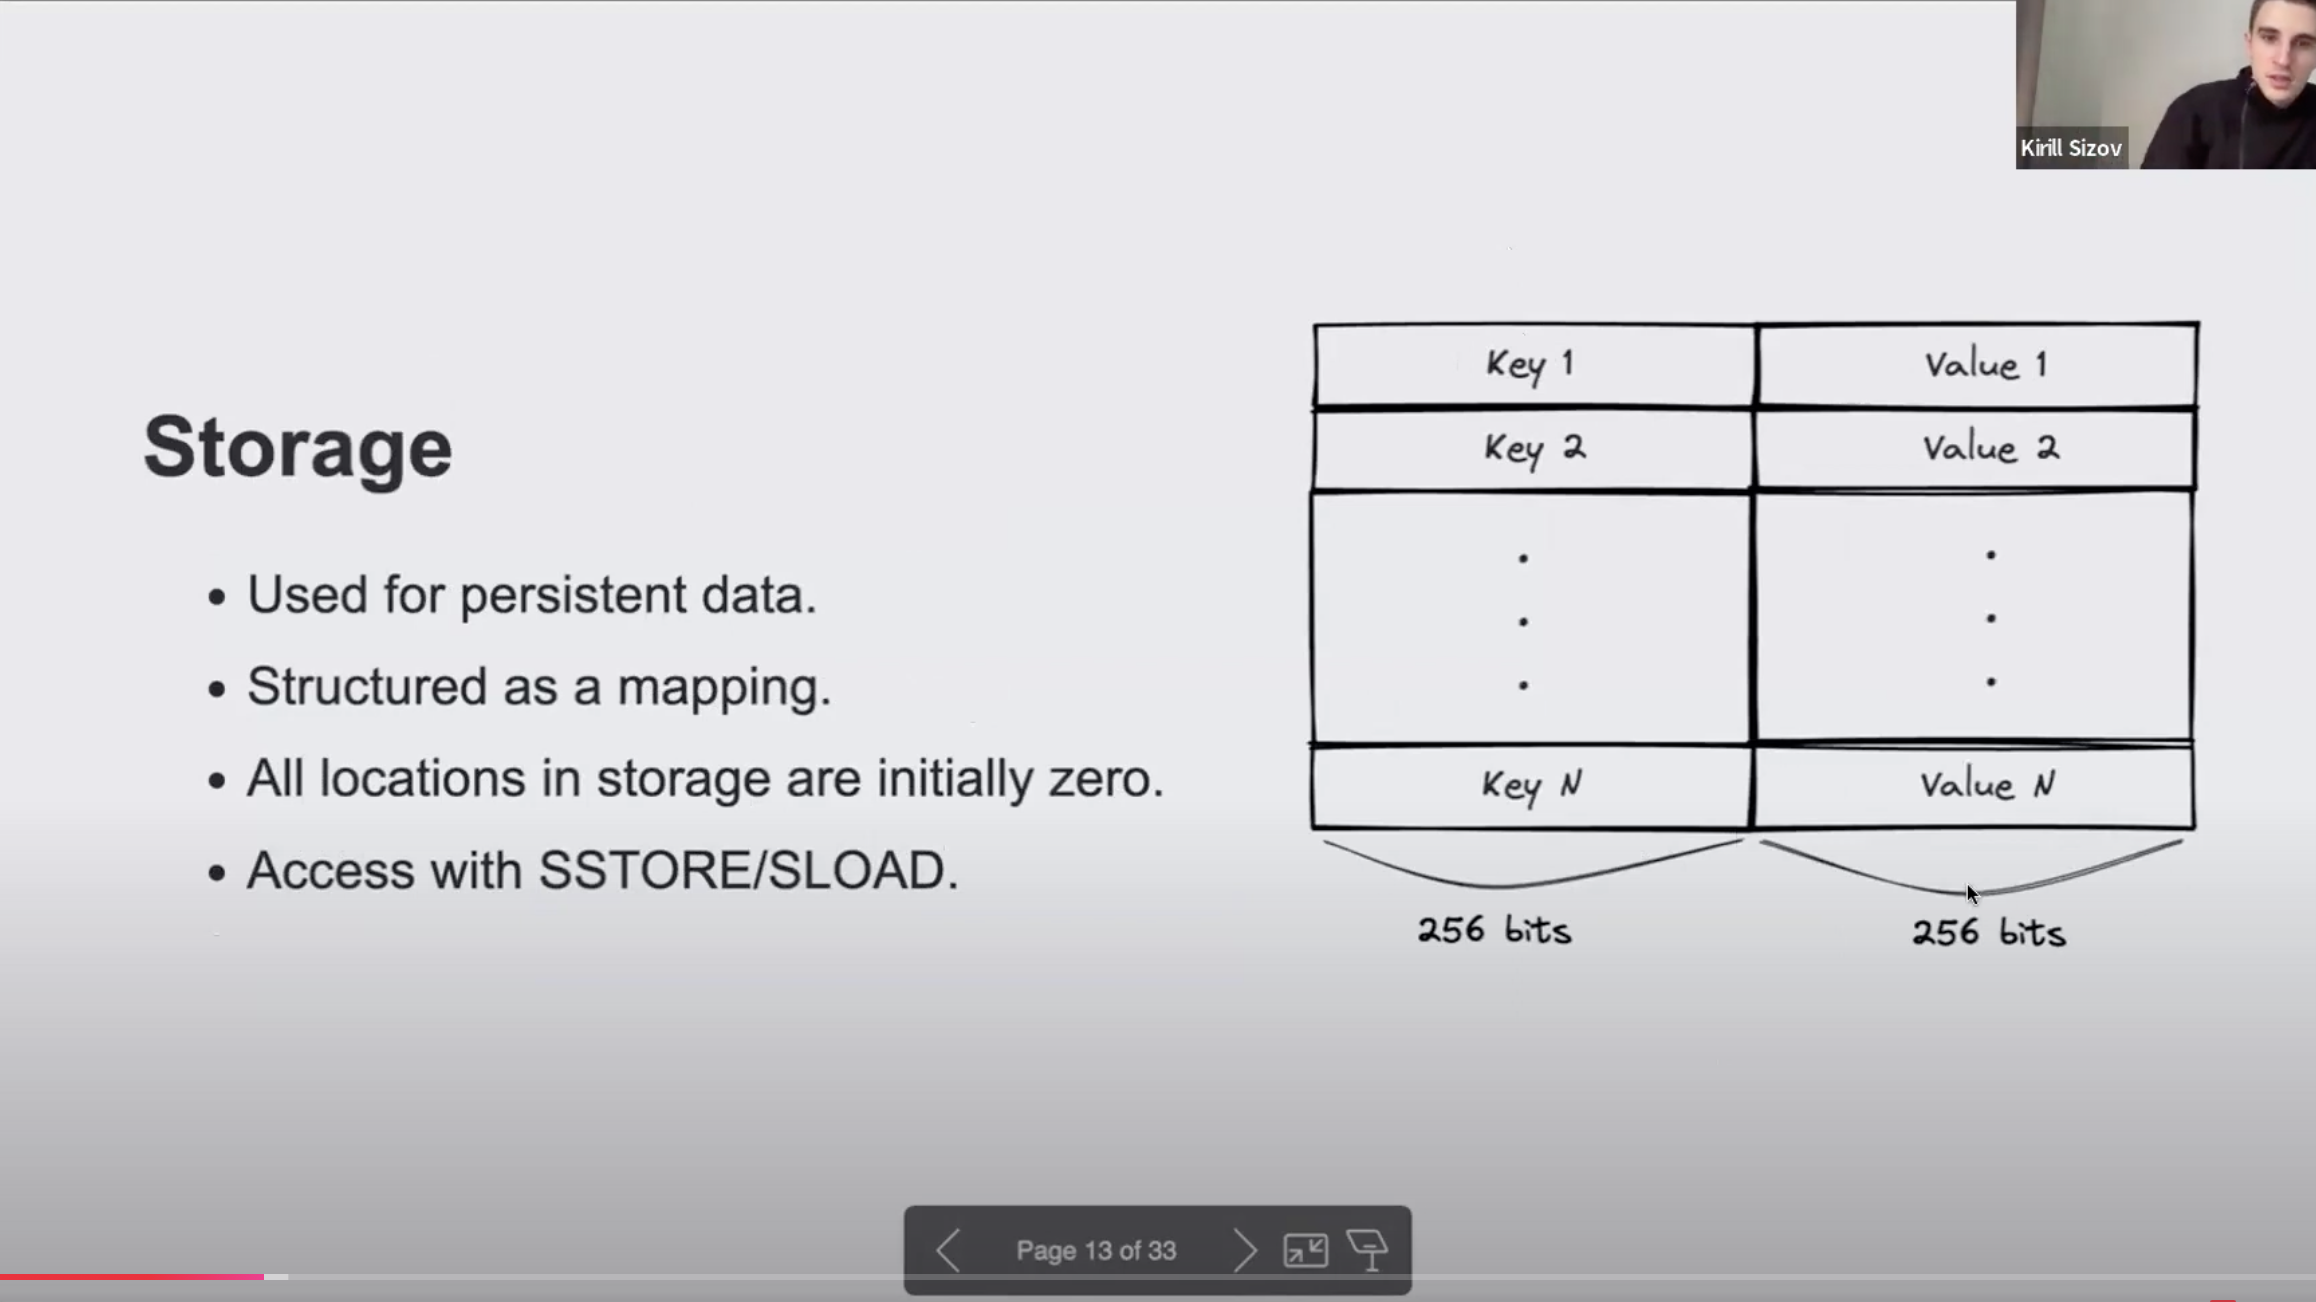 Kirill Sizov
Storage
• Used for persistent data.
• Structured as a mapping.
• All locations in storage are initially zero.
• Access with SSTORE/SLOAD.
Key 1 Value 1
Key 2 Value 2
Key N Value N
256 bits 256 bits
Page 13 of 33